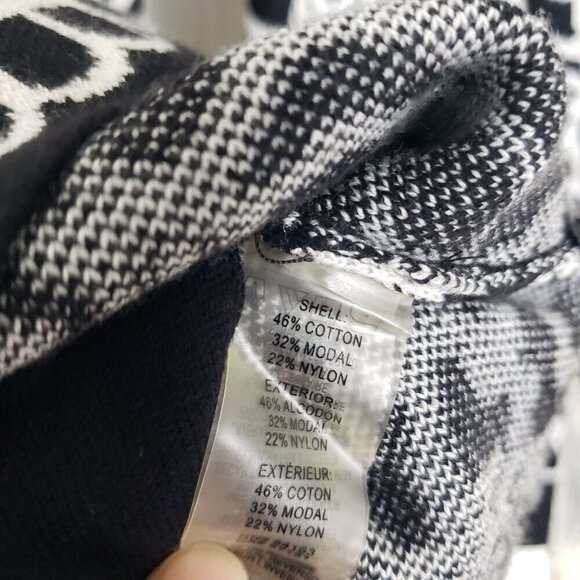 SHELL:
46% COTTON
32% MODAL
22% NYLON
EXTERIOR:
46% ALGODON
32% MODAL
22% NYLON
EXTÉRIEUR:
46% COTON
32% MODAL
22% NYLON